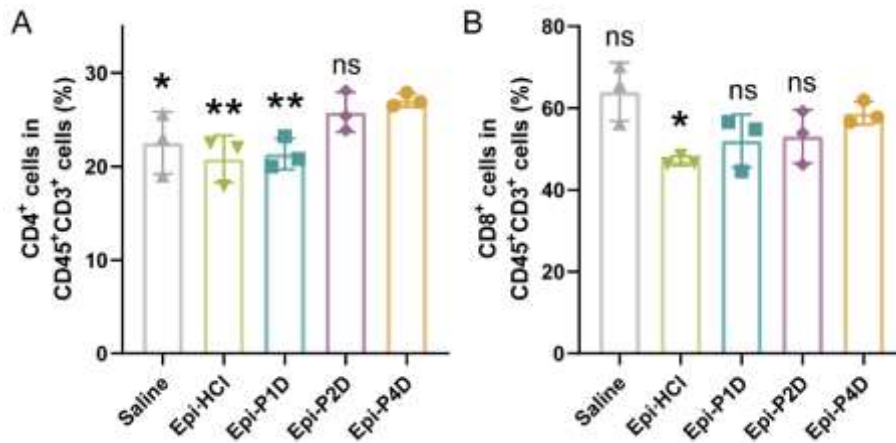 A
CD4⁺ cells in
CD45⁺CD3⁺ cells (%)
30
20
10
0
*
**
**
ns
Saline
Epi-HCl
Epi-P1D
Epi-P2D
Epi-P4D
B
CD8⁺ cells in
CD45⁺CD3⁺ cells (%)
80
60
40
20
0
ns
*
ns
ns
Saline
Epi-HCl
Epi-P1D
Epi-P2D
Epi-P4D